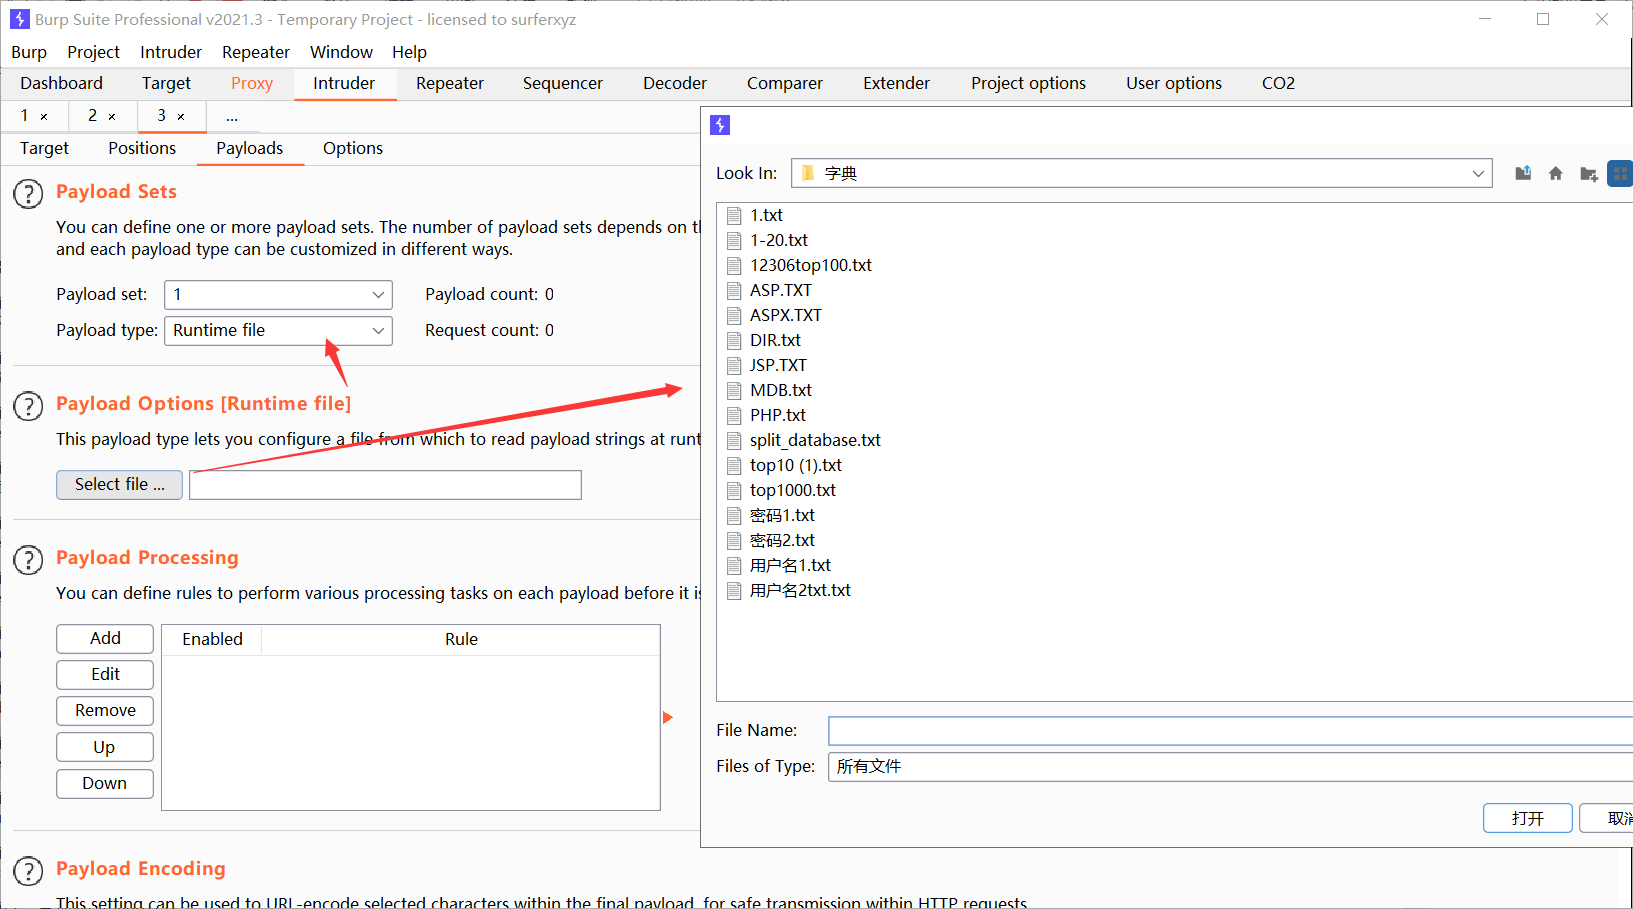 Burp Suite Professional v2021.3 - Temporary Project - licensed to surferxyz
Burp Project Intruder Repeater Window Help
Dashboard Target Proxy Intruder Repeater Sequencer Decoder Comparer Extender Project options User options CO2
1 × 2 × 3 × ...
Target Positions Payloads Options
Payload Sets
You can define one or more payload sets. The number of payload sets depends on
and each payload type can be customized in different ways.
Payload set: 1 Payload count: 0
Payload type: Runtime file Request count: 0
Payload Options [Runtime file]
This payload type lets you configure a file from which to read payload strings at
Select file ...
Payload Processing
You can define rules to perform various processing tasks on each payload before it
Add
Edit
Remove
Up
Down
Enabled Rule
Payload Encoding
This setting can be used to URL-encode selected characters within the final payload, for safe transmission within HTTP requests.
Look In: 字典
1.txt
1-20.txt
12306top100.txt
ASP.TXT
ASPX.TXT
DIR.txt
JSP.TXT
MDB.txt
PHP.txt
split_database.txt
top10 (1).txt
top1000.txt
密码1.txt
密码2.txt
用户名1.txt
用户名2txt.txt
File Name:
Files of Type: 所有文件
打开 取消